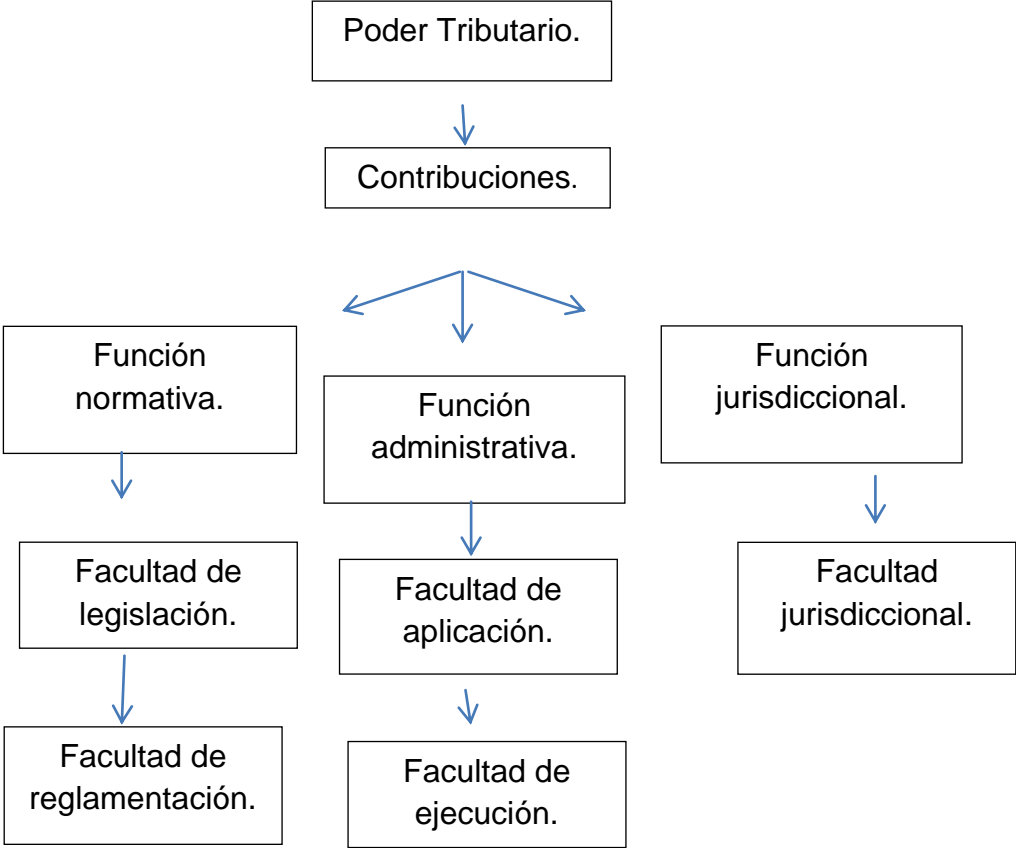 Poder Tributario.
Contribuciones.
Función
normativa.
Función
administrativa.
Función
jurisdiccional.
Facultad de
legislación.
Facultad de
aplicación.
Facultad
jurisdiccional.
Facultad de
reglamentación.
Facultad de
ejecución.